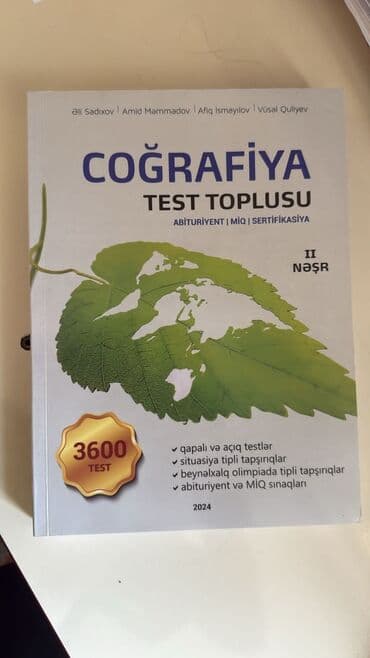 Əli Sadıxov | Amid Məmmədov | Afiq İsmayılov | Vüsal Quliyev
COĞRAFİYA
TEST TOPLUSU
ABİTURİYENT | MİQ | SERTİFİKASİYA
II
NƏŞR
3600
TEST
✔ qapalı və açıq testlər
✔ situasiya tipli tapşırıqlar
✔ beynəlxalq olimpiada tipli tapşırıqlar
✔ abituriyent və MİQ sınaqları
2024